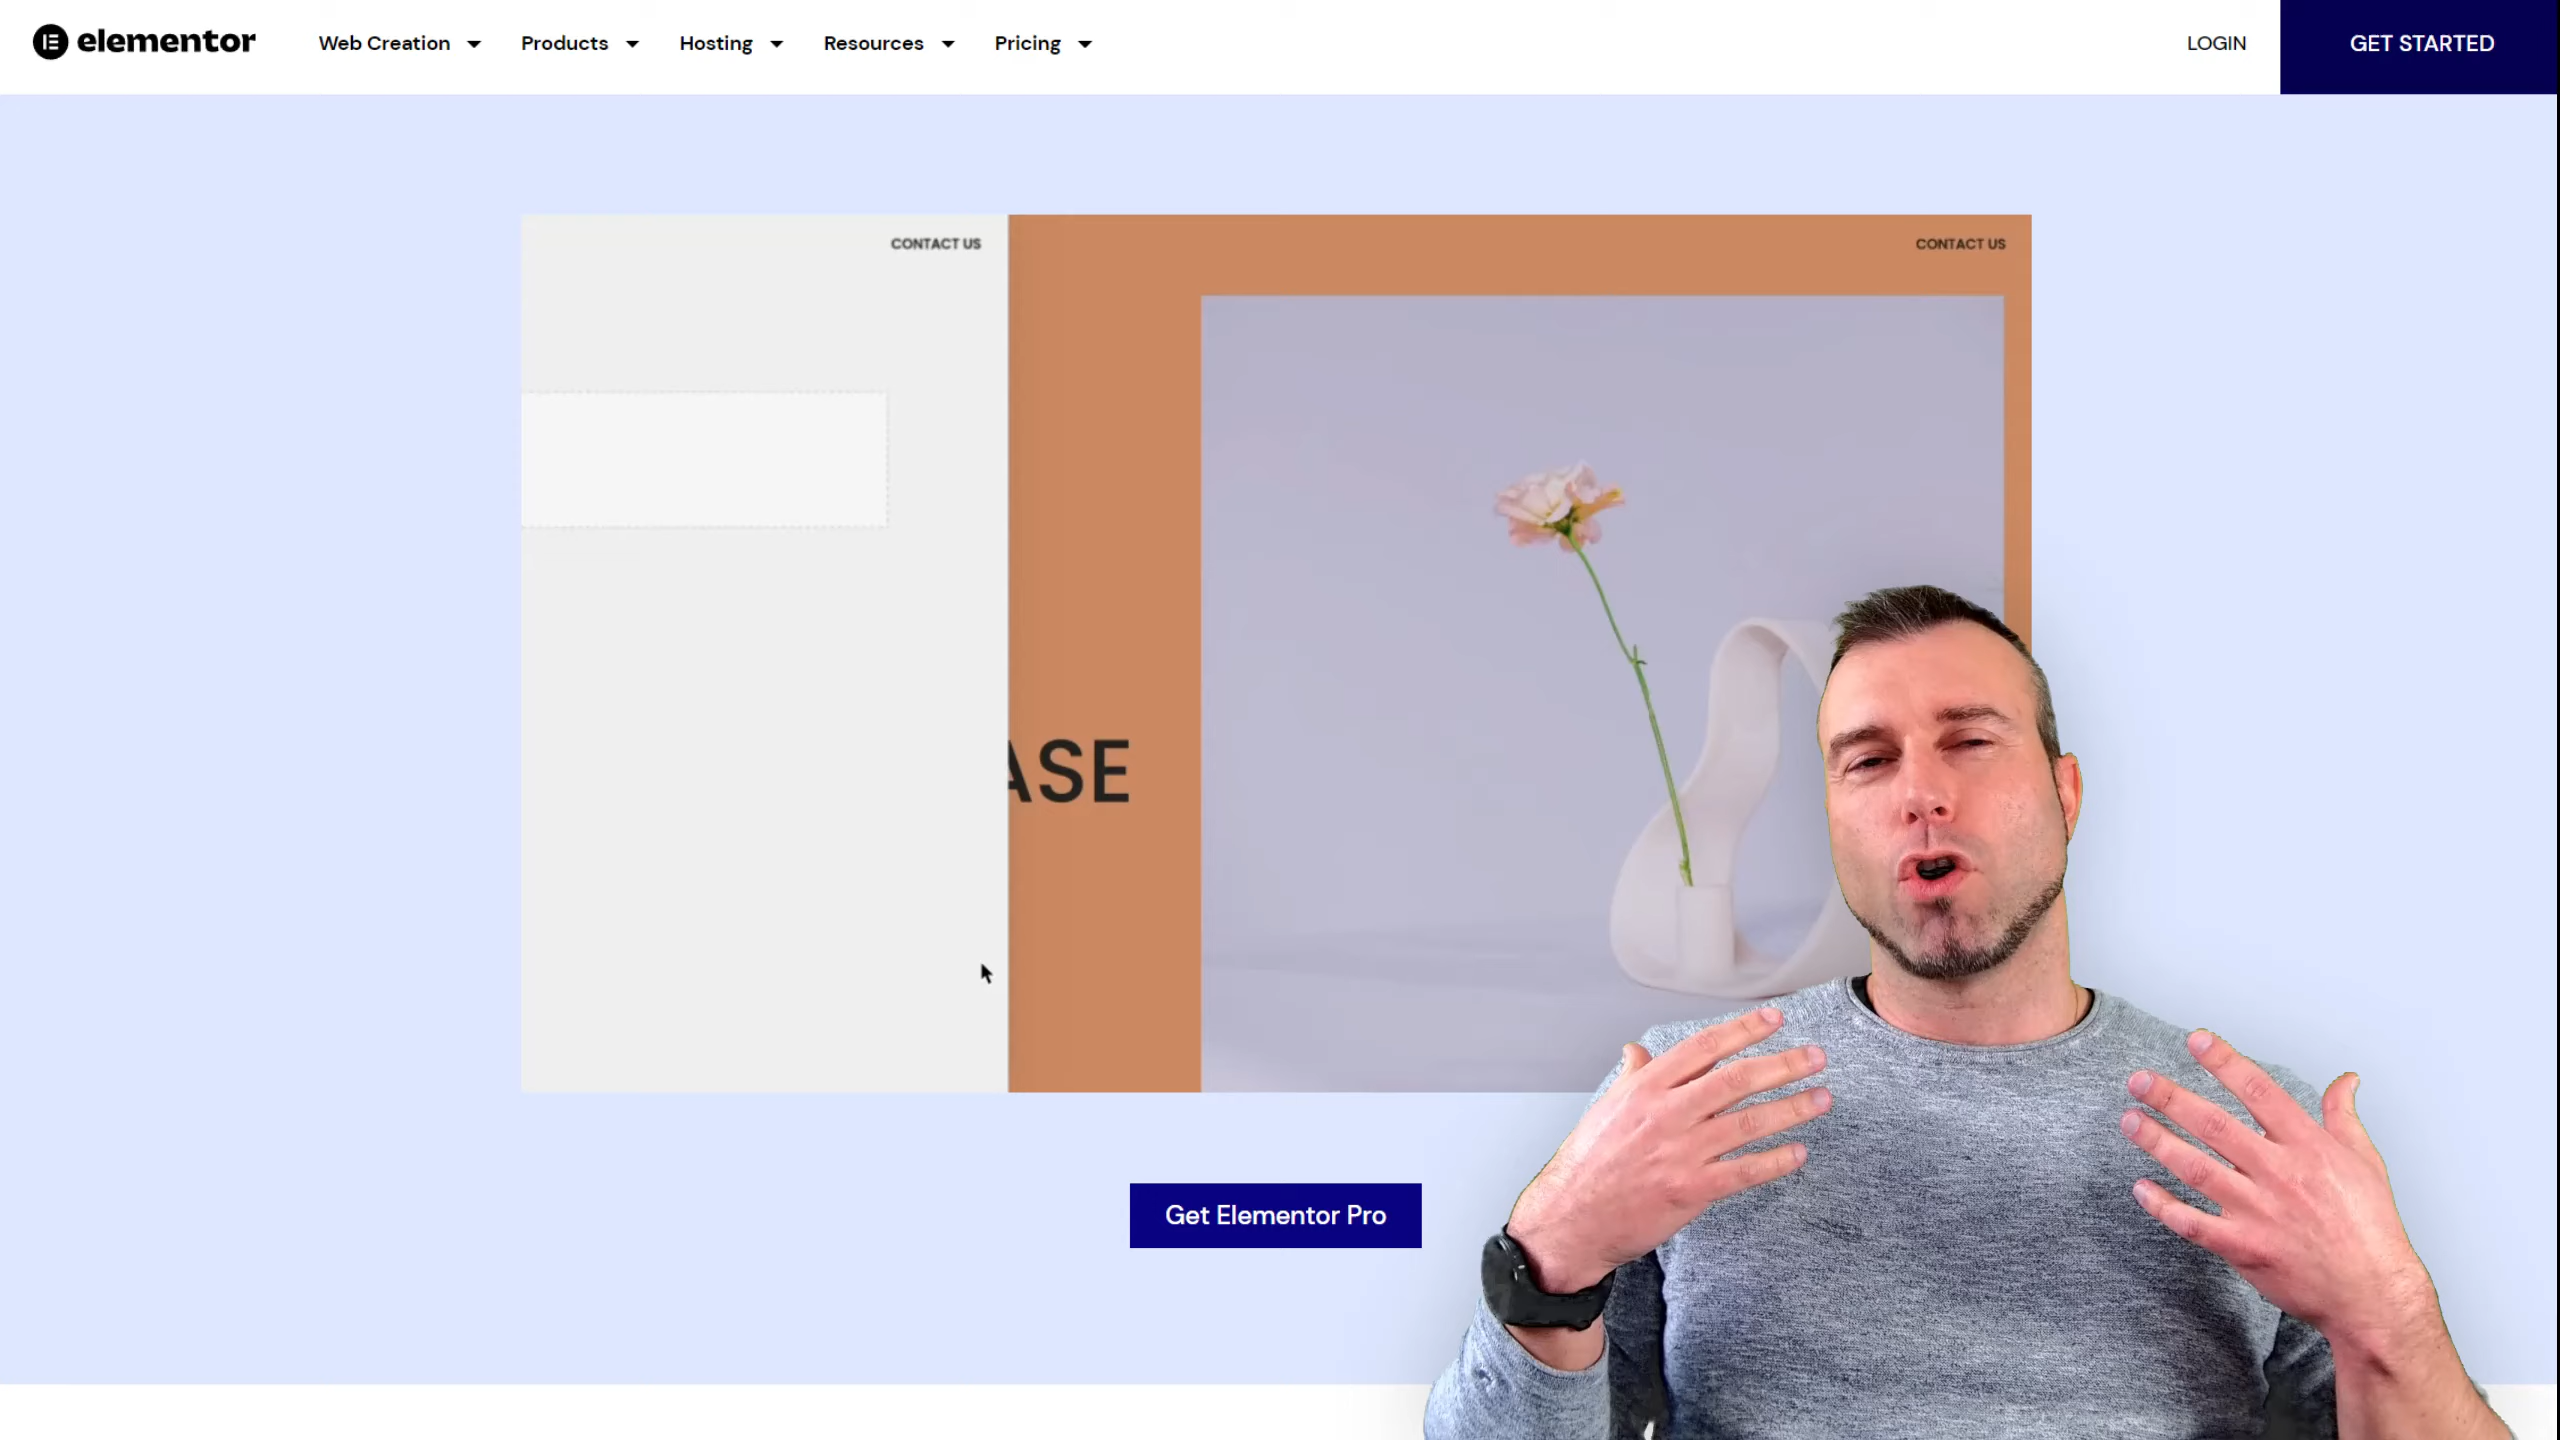 elementor
Web Creation
Products
Hosting
Resources
Pricing
LOGIN
GET STARTED
CONTACT US
CONTACT US
ASE
Get Elementor Pro